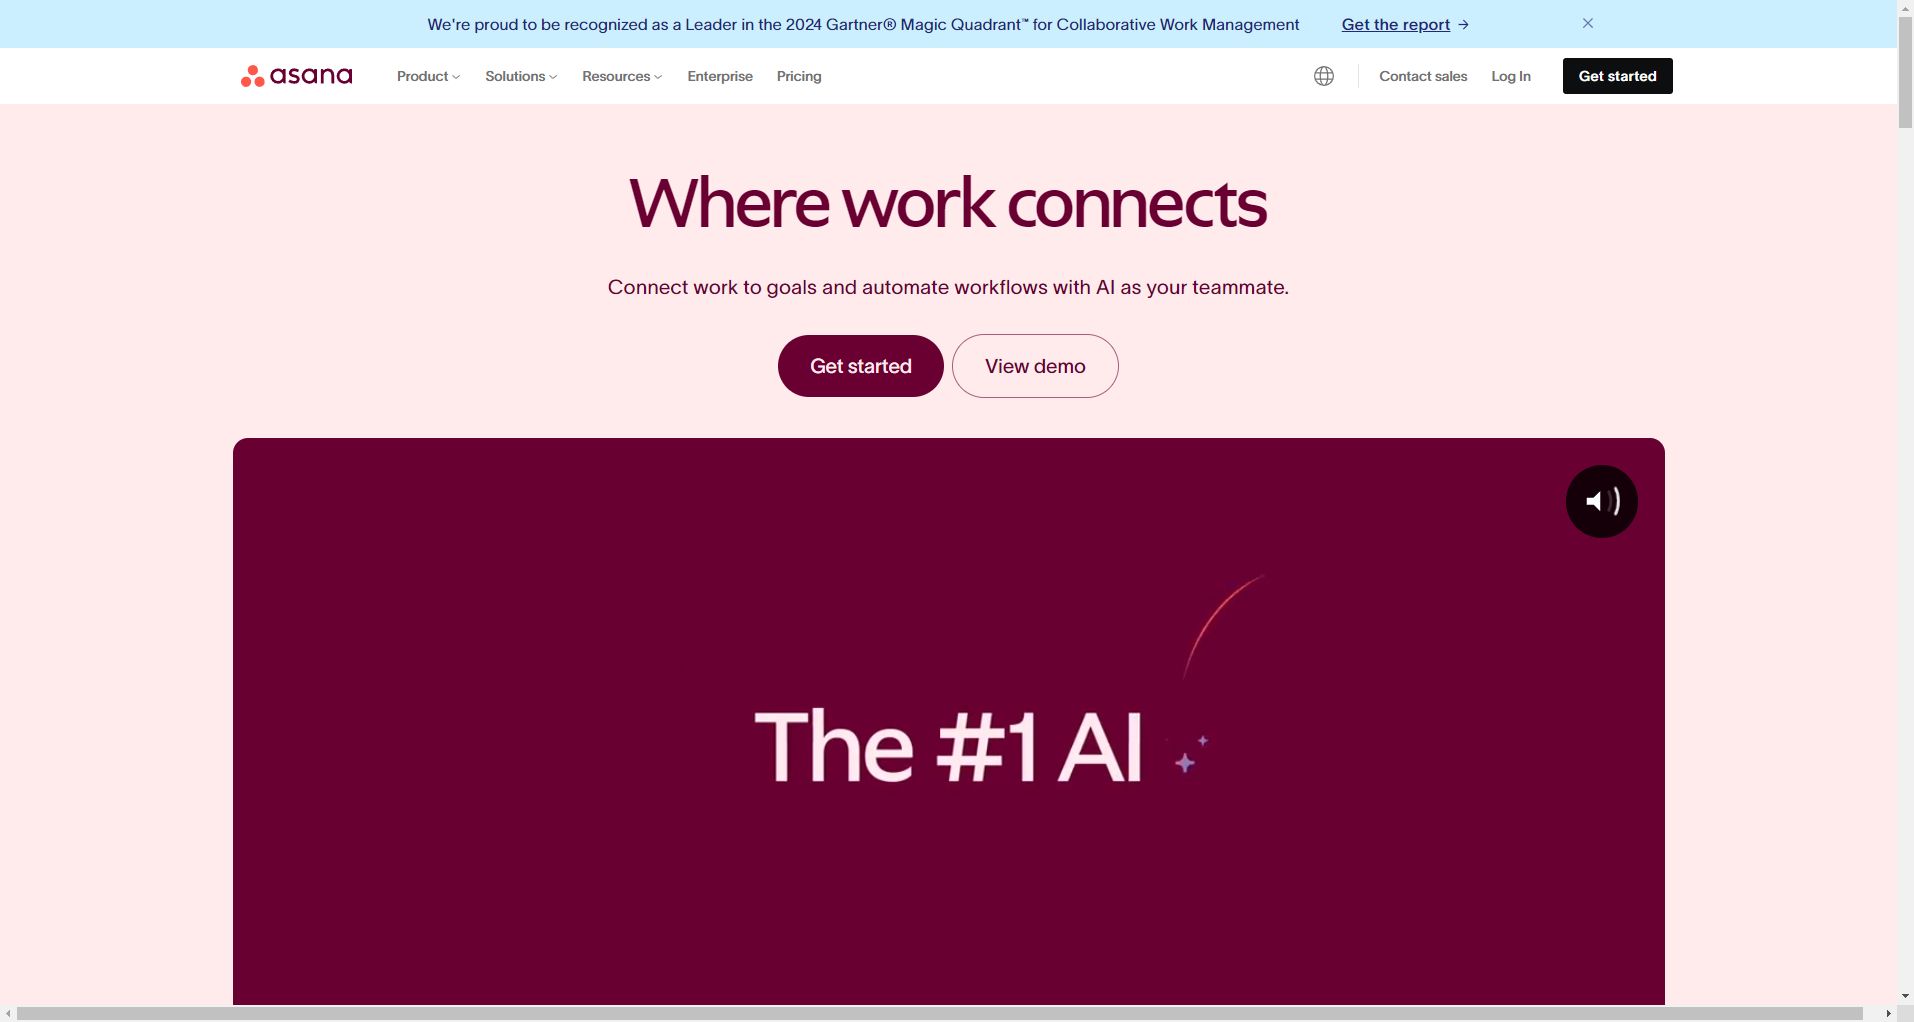 We're proud to be recognized as a Leader in the 2024 Gartner® Magic Quadrant™ for Collaborative Work Management Get the report →
asana Product Solutions Resources Enterprise Pricing Contact sales Log In Get started
Where work connects
Connect work to goals and automate workflows with AI as your teammate.
Get started View demo
The #1 AI